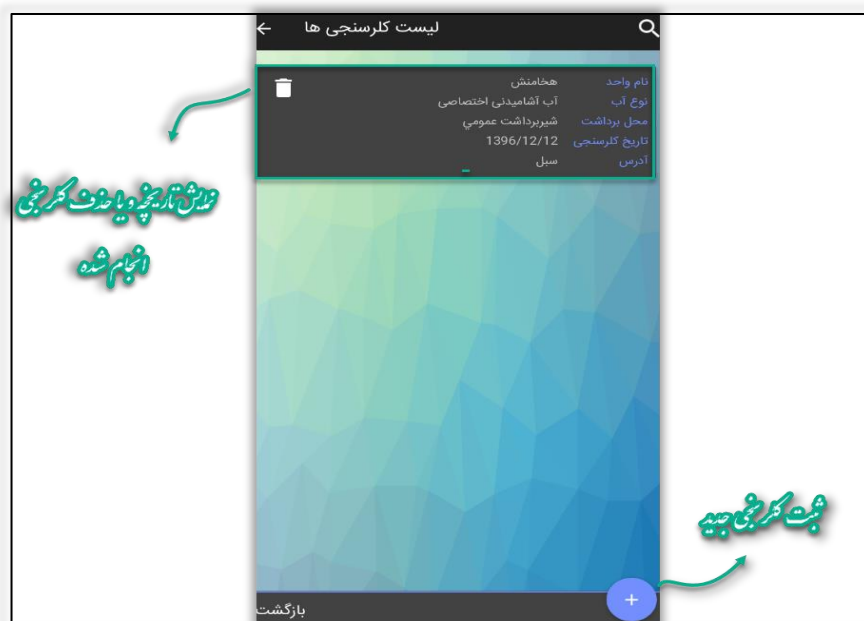 لیست کلرسنجی ها
نام واحد هخامنش
نوع آب آب آشامیدنی اختصاصی
محل برداشت شیربرداشت عمومي
تاریخ کلرسنجی 1396/12/12
آدرس سبل
نمایش تاریخچه و یا حذف کلرسنجی
انجام شده
ثبت کلرسنجی جدید
بازگشت